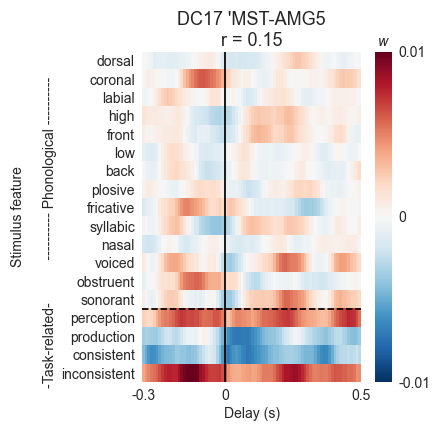 DC17 'MST-AMG5
r = 0.15
w
Stimulus feature
---------- Phonological ----------
-Task-related-
dorsal
coronal
labial
high
front
low
back
plosive
fricative
syllabic
nasal
voiced
obstruent
sonorant
perception
production
consistent
inconsistent
-0.3
0
0.5
Delay (s)
0.01
0
-0.01